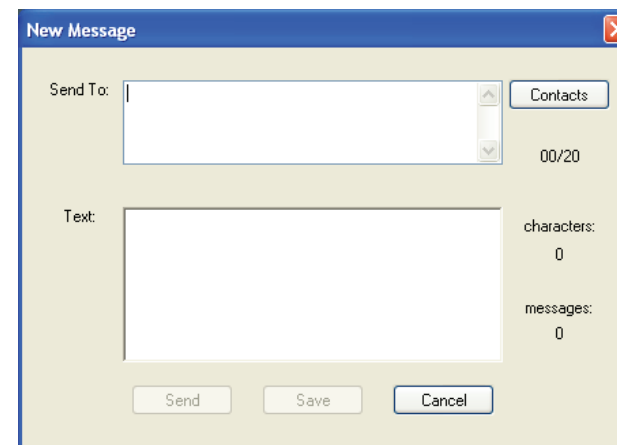 New Message
Send To:
Contacts
00/20
Text:
characters:
0
messages:
0
Send Save Cancel